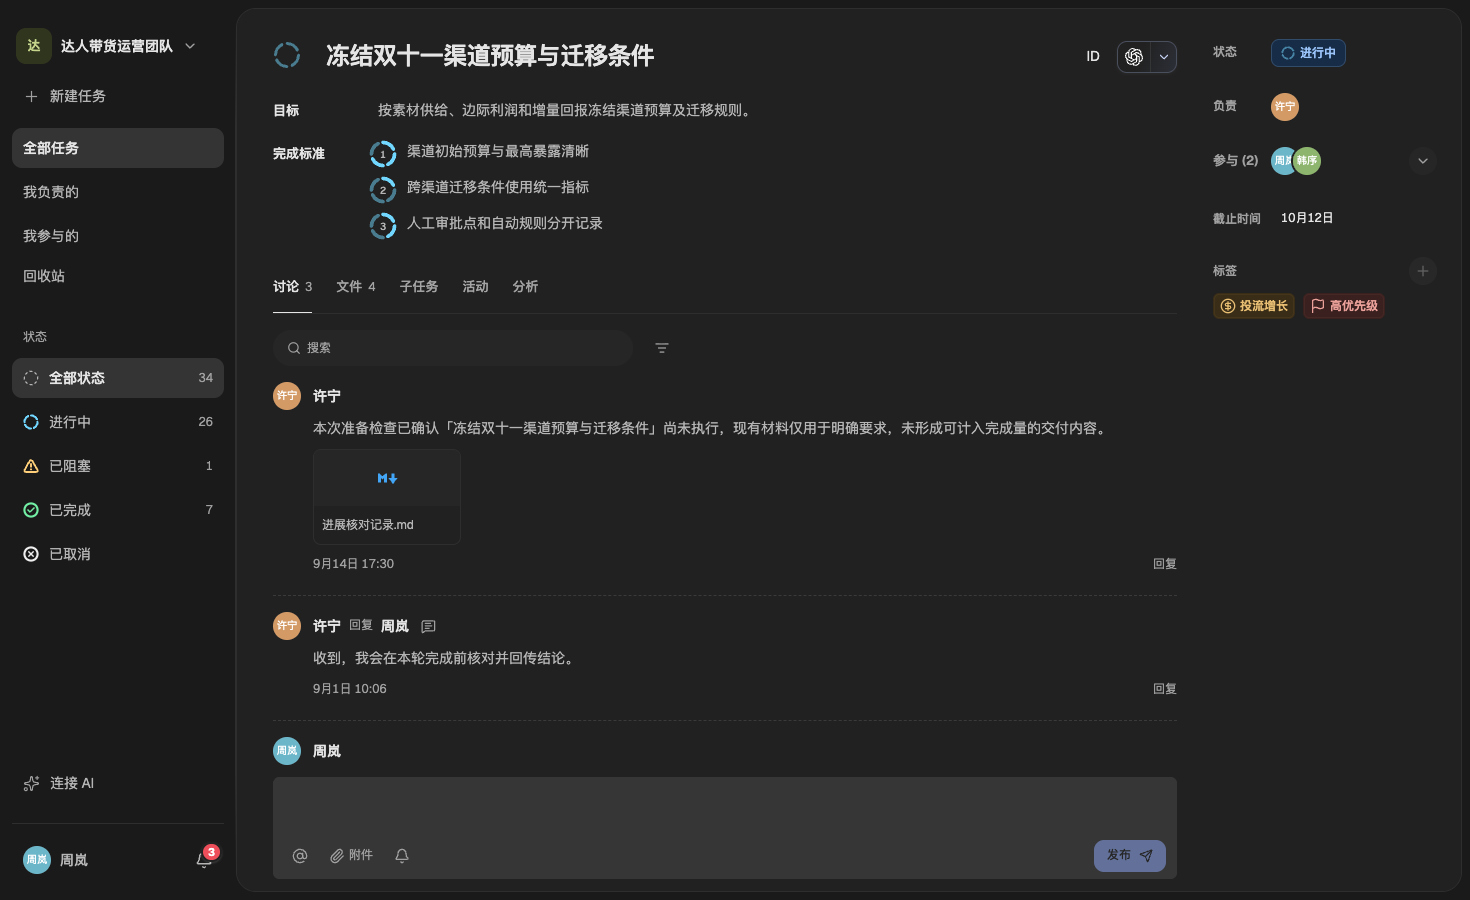 达 达人带货运营团队
新建任务
全部任务
我负责的
我参与的
回收站
状态
全部状态 34
进行中 26
已阻塞 1
已完成 7
已取消
连接 AI
周岚 周岚 3
冻结双十一渠道预算与迁移条件
ID
目标 按素材供给、边际利润和增量回报冻结渠道预算及迁移规则。
完成标准
1 渠道初始预算与最高暴露清晰
2 跨渠道迁移条件使用统一指标
3 人工审批点和自动规则分开记录
讨论 3 文件 4 子任务 活动 分析
搜索
许宁 许宁
本次准备检查已确认「冻结双十一渠道预算与迁移条件」尚未执行，现有材料仅用于明确要求，未形成可计入完成量的交付内容。
进展核对记录.md
9月14日 17:30 回复
许宁 许宁 回复 周岚
收到，我会在本轮完成前核对并回传结论。
9月1日 10:06 回复
周岚 周岚
附件 发布
状态 进行中
负责 许宁
参与 (2) 周岚 韩序
截止时间 10月12日
标签
投流增长 高优先级